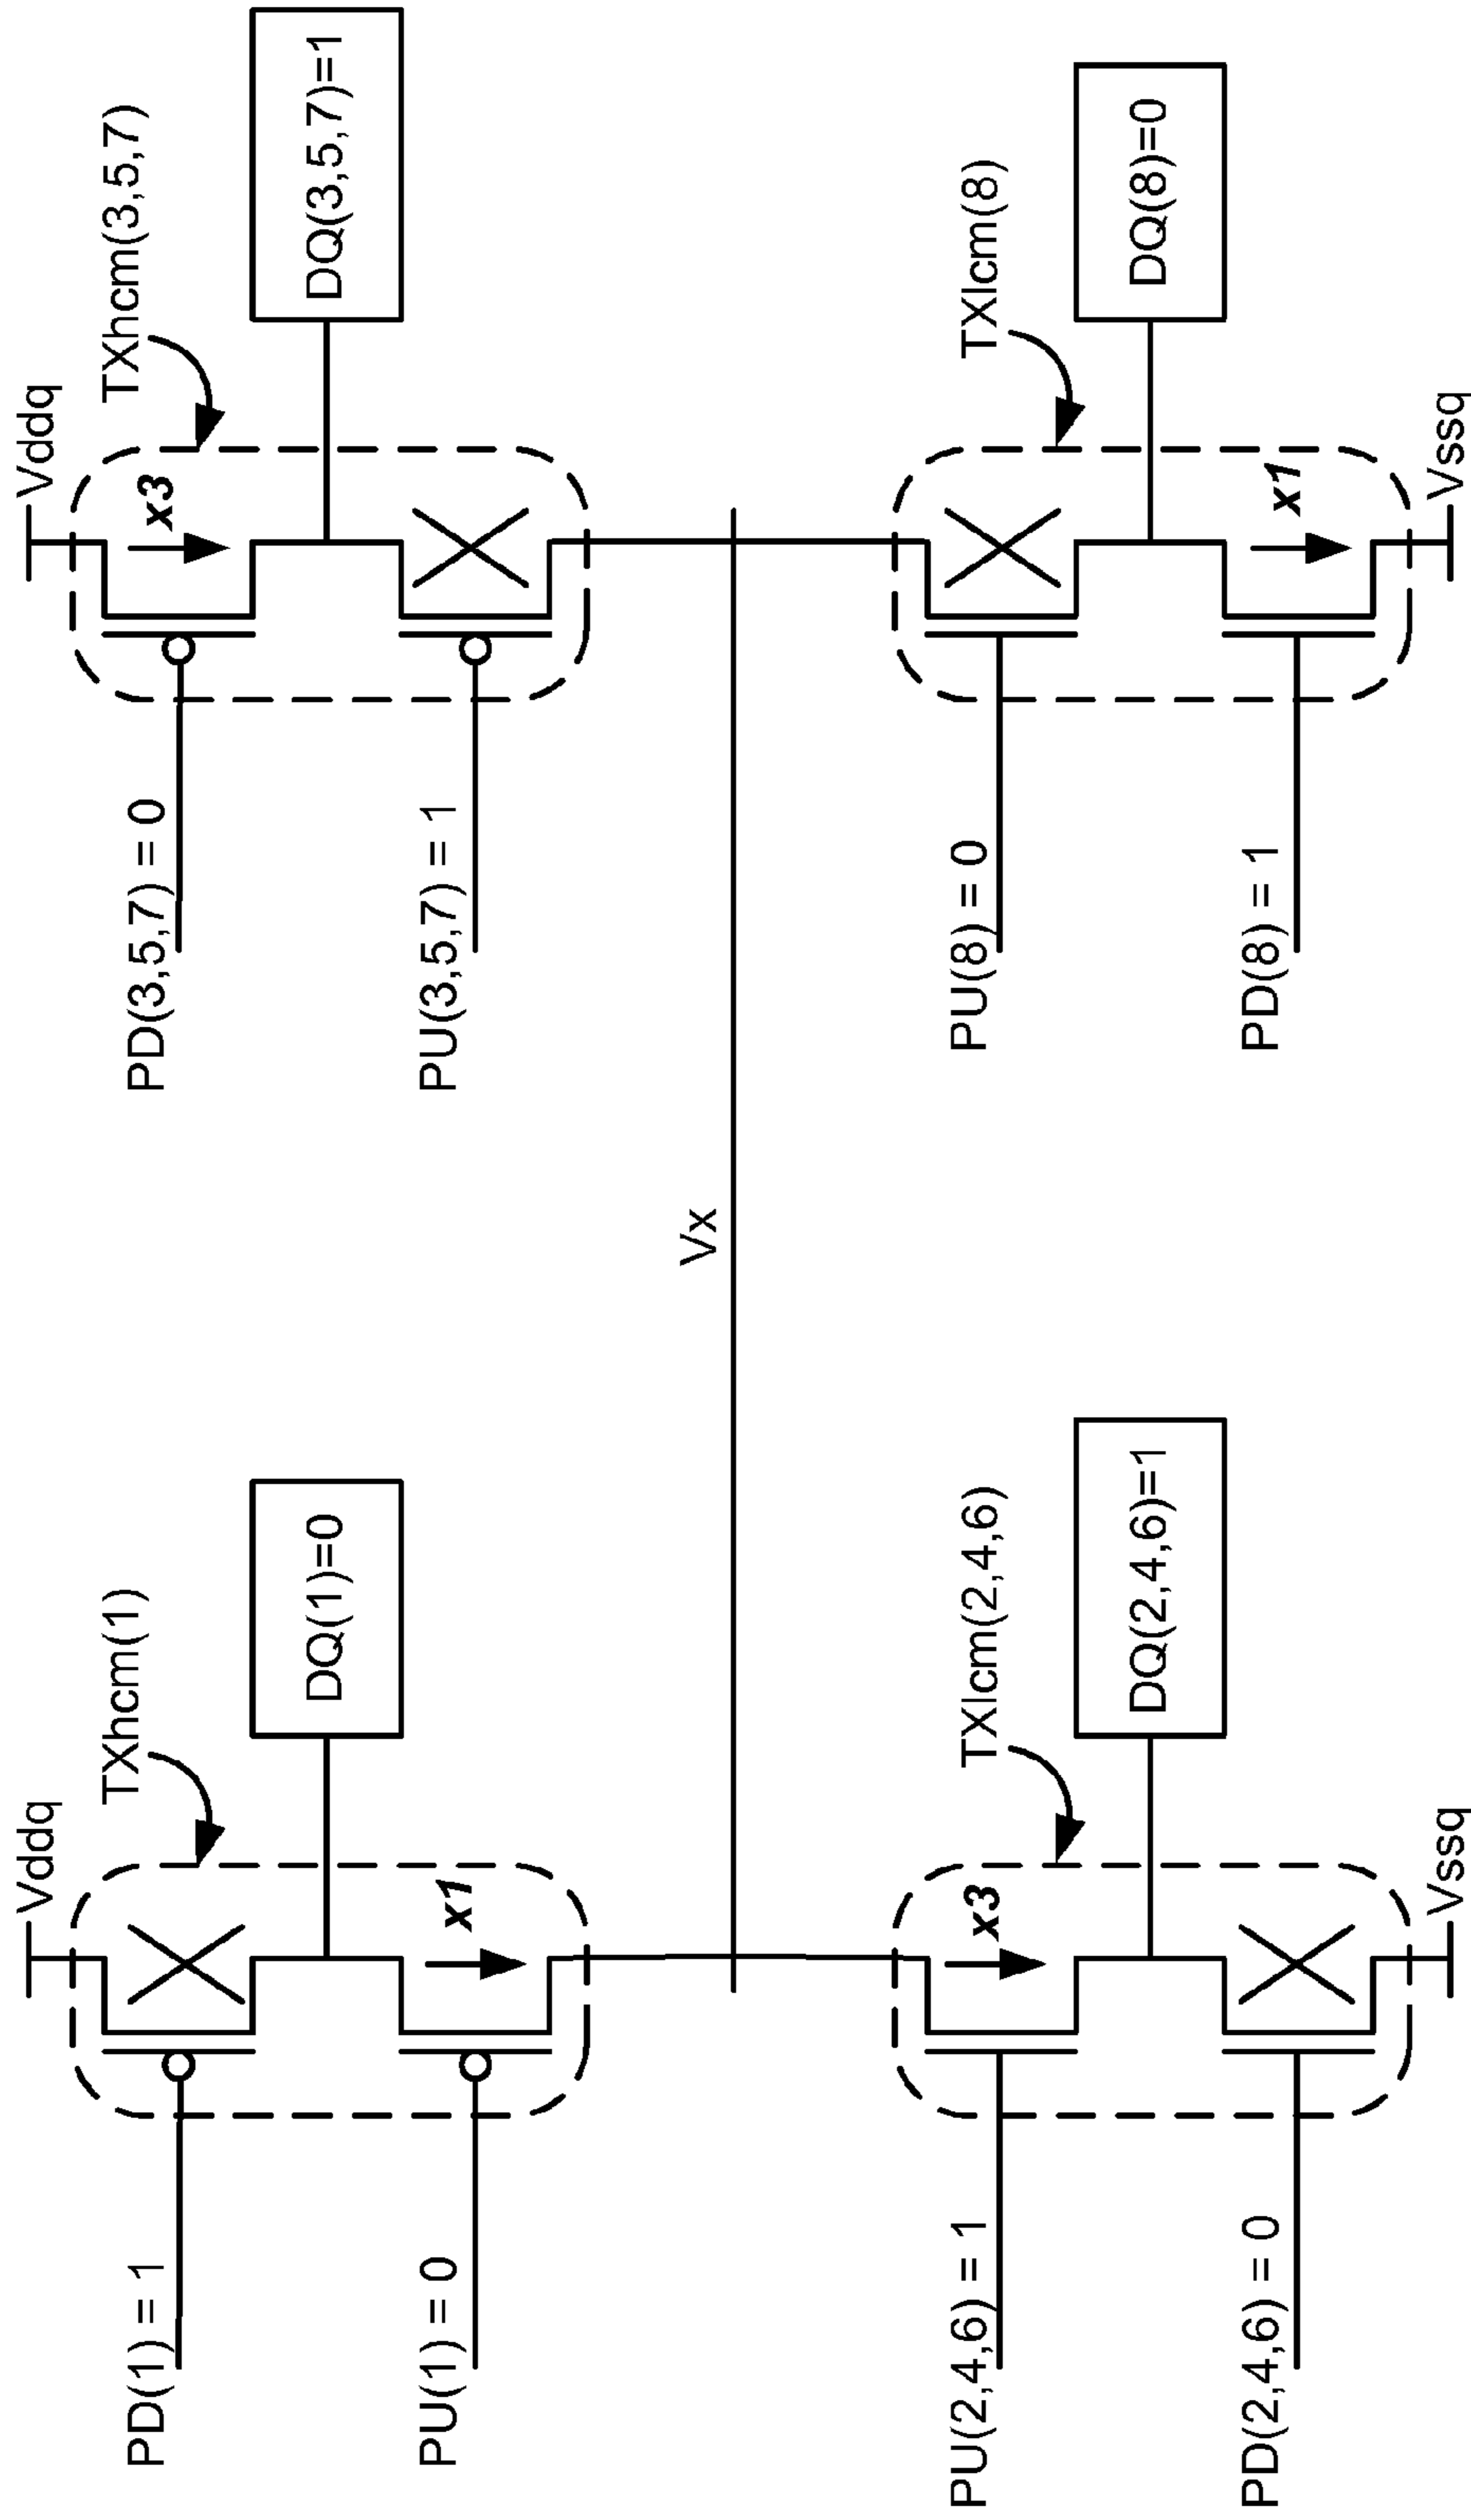 Vddq
Vddq
TXhcm(1)
TXhcm(3,5,7)
PD(1) = 1
PD(3,5,7) = 0
x3
DQ(1)=0
DQ(3,5,7)=1
PU(1) = 0
x1
PU(3,5,7) = 1
Vx
TXlcm(2,4,6)
TXlcm(8)
PU(2,4,6) = 1
x3
PU(8) = 0
DQ(2,4,6)=1
DQ(8)=0
PD(2,4,6) = 0
PD(8) = 1
x1
Vssq
Vssq